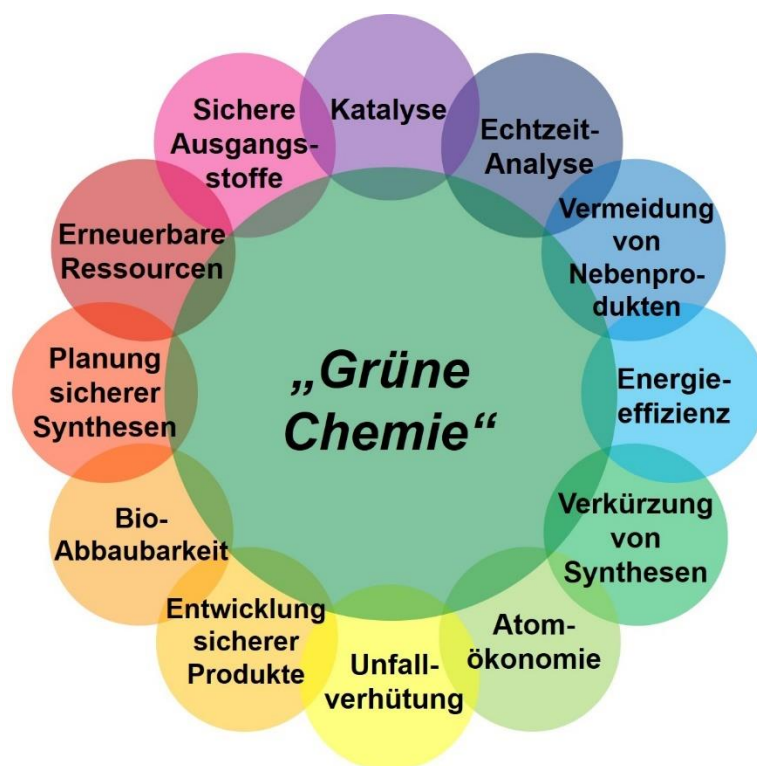 Katalyse
Echtzeit-
Analyse
Vermeidung
von
Nebenpro-
dukten
Energie-
effizienz
Verkürzung
von
Synthesen
Atom-
ökonomie
Unfall-
verhütung
Entwicklung
sicherer
Produkte
Bio-
Abbaubarkeit
Planung
sicherer
Synthesen
Erneuerbare
Ressourcen
Sichere
Ausgangs-
stoffe
„Grüne
Chemie“